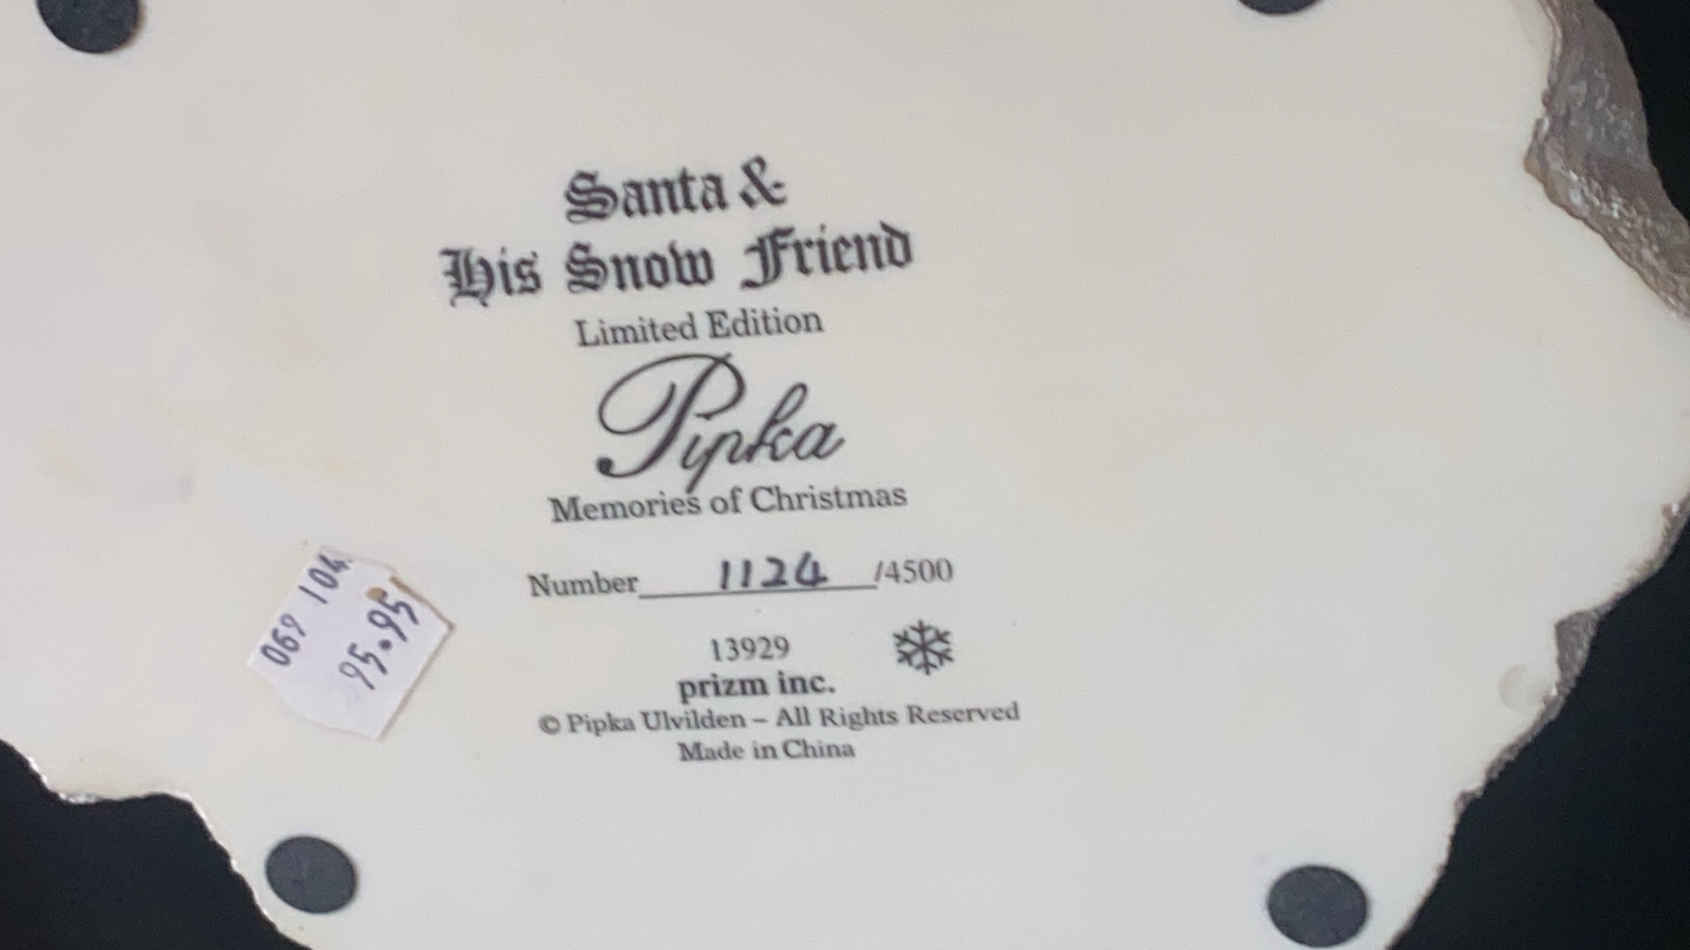 Santa &
His Snow Friend
Limited Edition
Pipka
Memories of Christmas
Number 1124 /4500
13929
prizm inc.
© Pipka Ulvilden – All Rights Reserved
Made in China
069 104
95.95